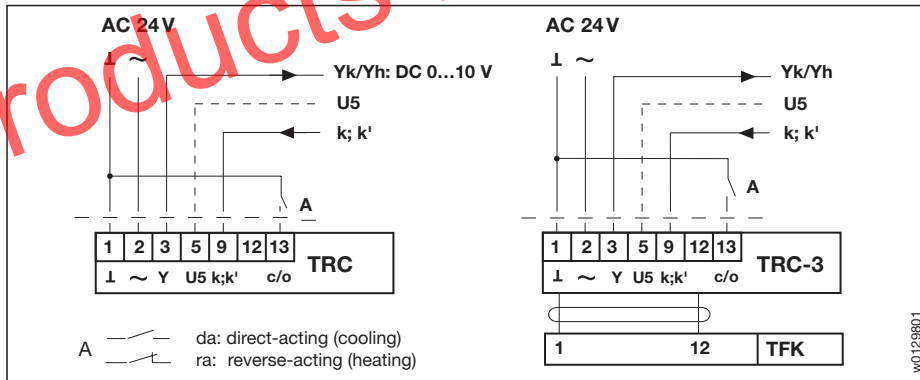 roducts
AC 24 V
⊥ ~
Yk/Yh: DC 0...10 V
U5
k; k'
A
1 2 3 5 9 12 13
⊥ ~ Y U5 k;k' c/o
TRC
AC 24 V
⊥ ~
Yk/Yh
U5
k; k'
A
1 2 3 5 9 12 13
⊥ ~ Y U5 k;k' c/o
TRC-3
1 12 TFK
A
da: direct-acting (cooling)
ra: reverse-acting (heating)
w0129801